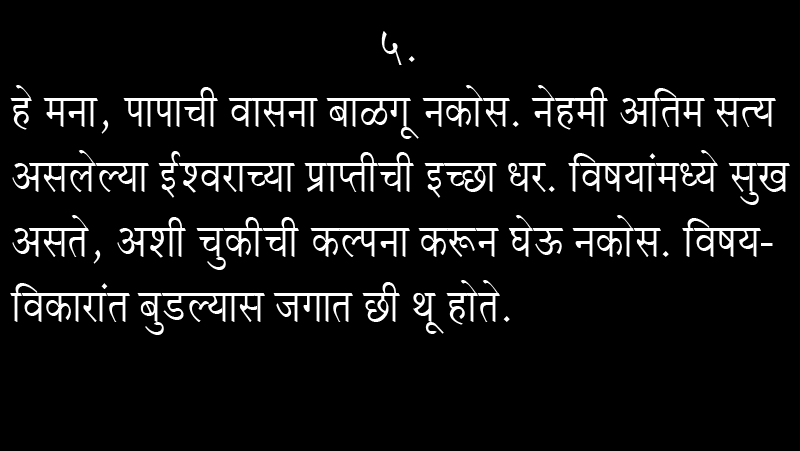 ५.
हे मना, पापाची वासना बाळगू नकोस. नेहमी अतिम सत्य
असलेल्या ईश्वराच्या प्राप्तीची इच्छा धर. विषयांमध्ये सुख
असते, अशी चुकीची कल्पना करून घेऊ नकोस. विषय-
विकारांत बुडल्यास जगात छी थू होते.